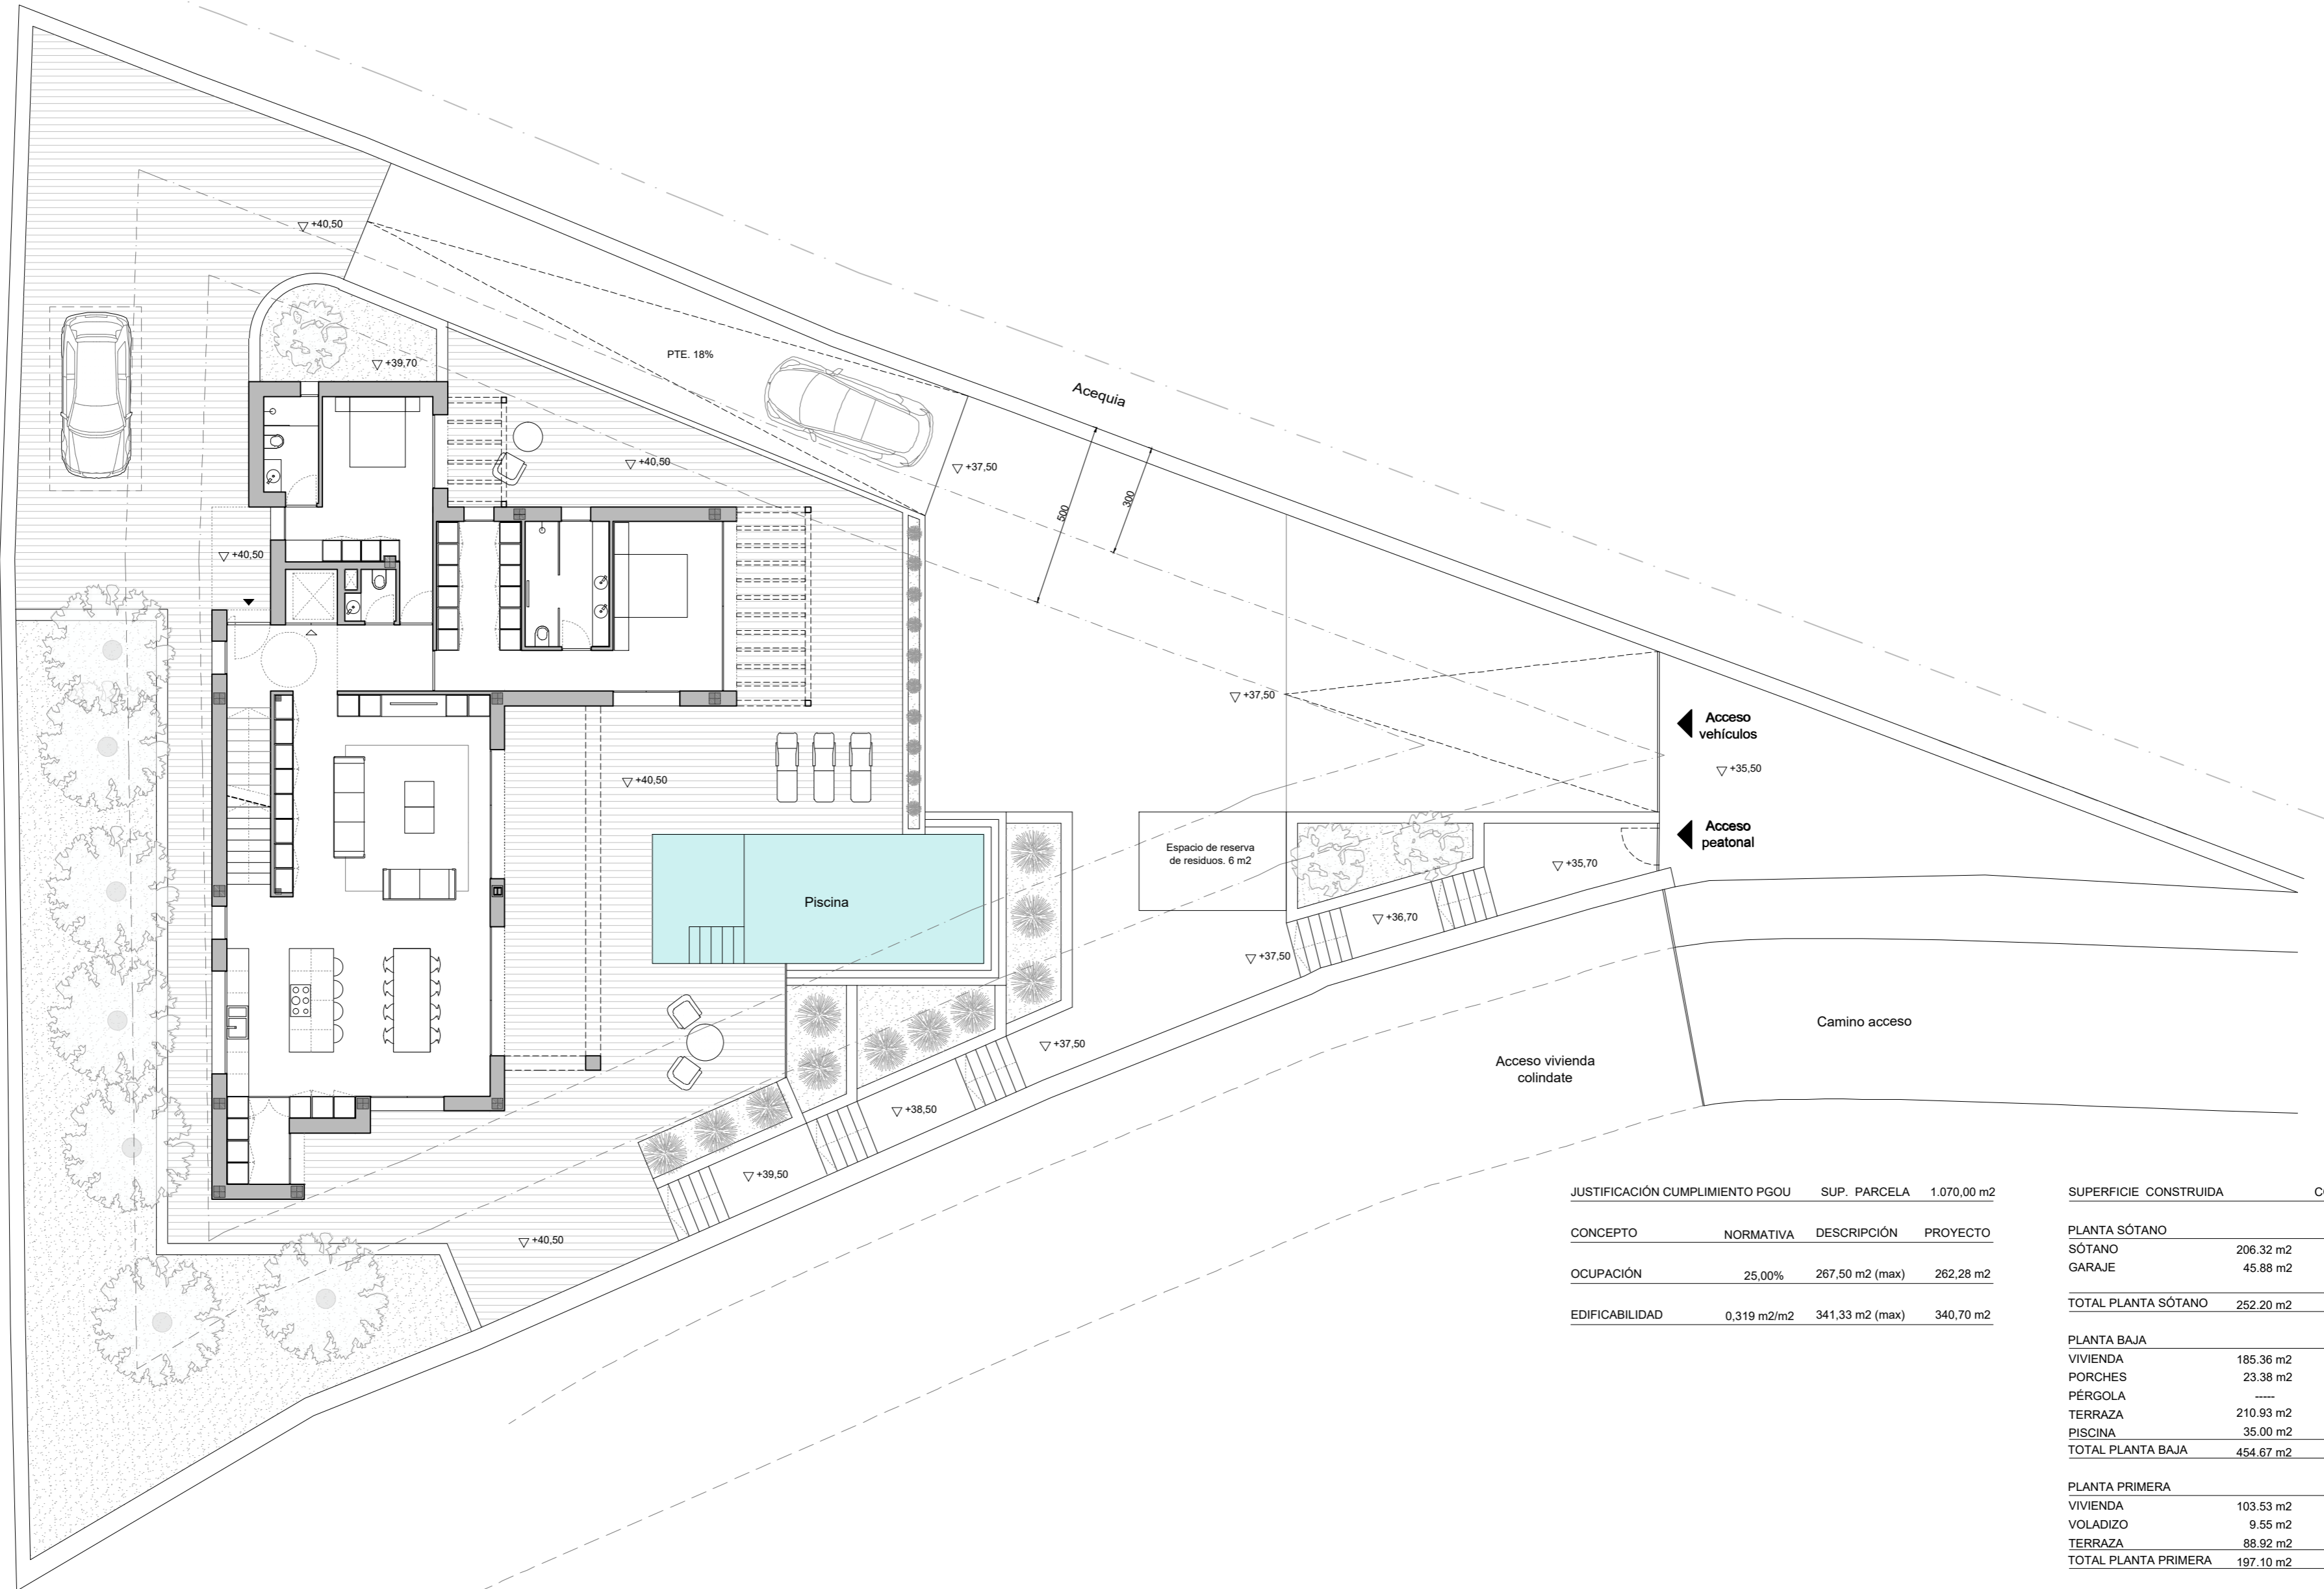 +40,50
+39,70
PTE. 18%
Acequia
+40,50
+37,50
500
300
+40,50
+37,50
Acceso
vehículos
+35,50
+40,50
Acceso
peatonal
Espacio de reserva
de residuos. 6 m2
+35,70
Piscina
+36,70
+37,50
Camino acceso
+37,50
Acceso vivienda
colindate
+38,50
+39,50
+40,50
JUSTIFICACIÓN CUMPLIMIENTO PGOU SUP. PARCELA 1.070,00 m2
CONCEPTO NORMATIVA DESCRIPCIÓN PROYECTO
OCUPACIÓN 25,00% 267,50 m2 (max) 262,28 m2
EDIFICABILIDAD 0,319 m2/m2 341,33 m2 (max) 340,70 m2
SUPERFICIE CONSTRUIDA
PLANTA SÓTANO
SÓTANO 206.32 m2
GARAJE 45.88 m2
TOTAL PLANTA SÓTANO 252.20 m2
PLANTA BAJA
VIVIENDA 185.36 m2
PORCHES 23.38 m2
PÉRGOLA -----
TERRAZA 210.93 m2
PISCINA 35.00 m2
TOTAL PLANTA BAJA 454.67 m2
PLANTA PRIMERA
VIVIENDA 103.53 m2
VOLADIZO 9.55 m2
TERRAZA 88.92 m2
TOTAL PLANTA PRIMERA 197.10 m2